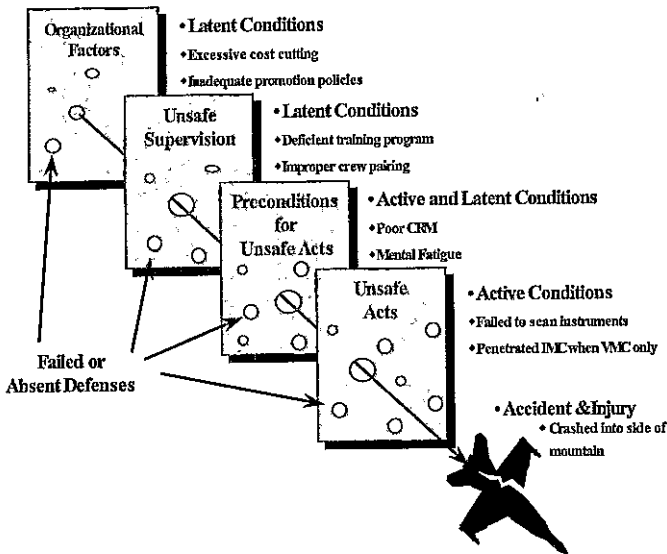 Organizational
Factors
•Latent Conditions
◆Excessive cost cutting
◆Inadequate promotion policies
Unsafe
Supervision
•Latent Conditions
◆Deficient training program
◆Improper crew pairing
Preconditions
for
Unsafe Acts
•Active and Latent Conditions
◆Poor CRM
◆Mental Fatigue
Unsafe
Acts
•Active Conditions
◆Failed to scan instruments
◆Penetrated IMC when VMC only
Failed or
Absent Defenses
•Accident & Injury
◆Crashed into side of
mountain